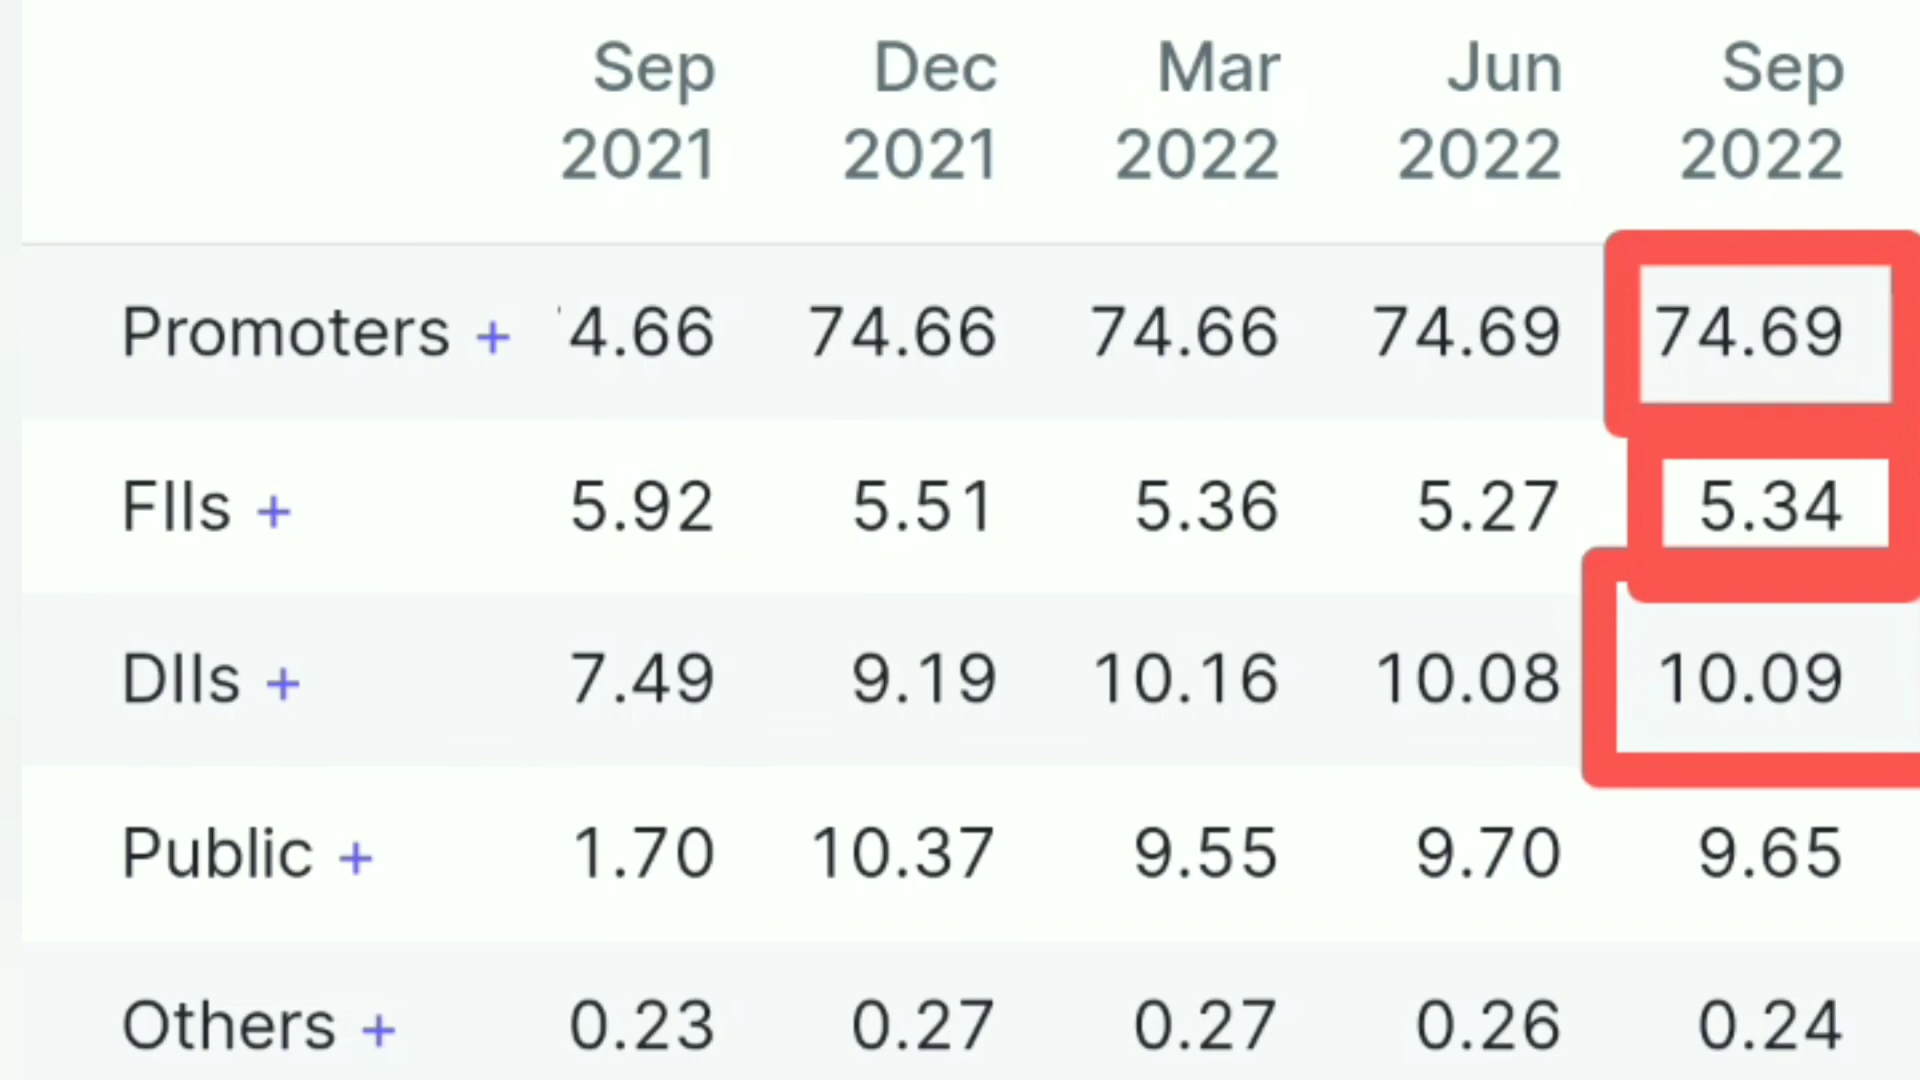 Sep Dec Mar Jun Sep
2021 2021 2022 2022 2022
Promoters + 4.66 74.66 74.66 74.69 74.69
FIIs + 5.92 5.51 5.36 5.27 5.34
DIIs + 7.49 9.19 10.16 10.08 10.09
Public + 1.70 10.37 9.55 9.70 9.65
Others + 0.23 0.27 0.27 0.26 0.24